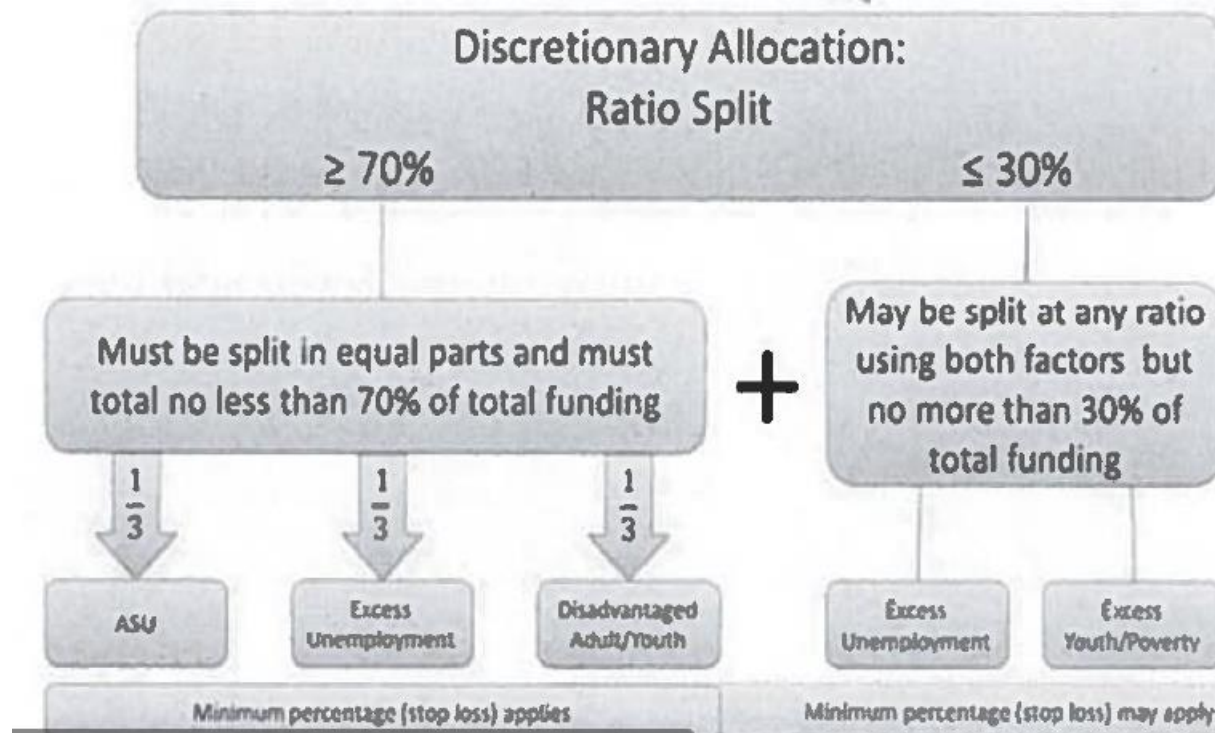 Discretionary Allocation:
Ratio Split
≥ 70%
≤ 30%
Must be split in equal parts and must
total no less than 70% of total funding
+
May be split at any ratio
using both factors but
no more than 30% of
total funding
1/3
1/3
1/3
ASU
Excess
Unemployment
Disadvantaged
Adult/Youth
Excess
Unemployment
Excess
Youth/Poverty
Minimum percentage (stop loss) applies
Minimum percentage (stop loss) may apply